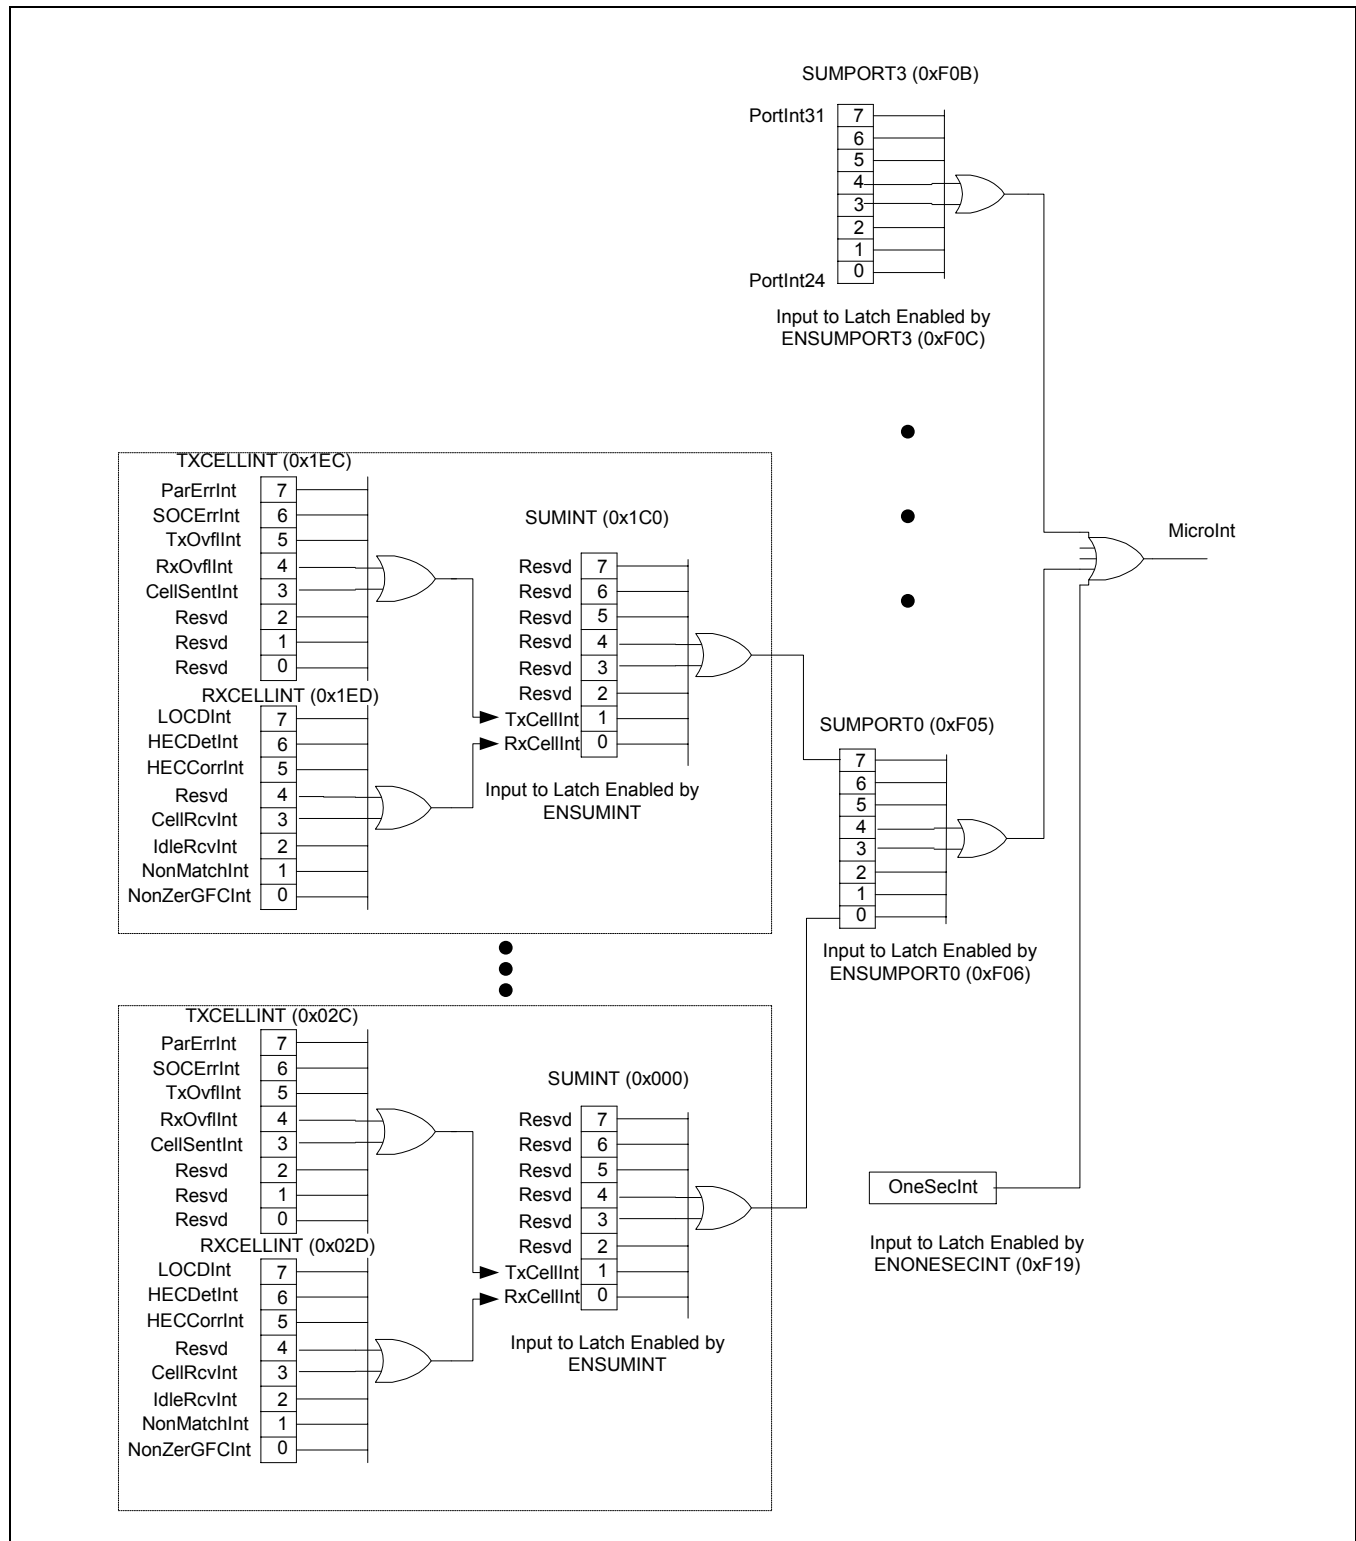 SUMPORT3 (0xF0B)
PortInt31
7
6
5
4
3
2
1
0
PortInt24
Input to Latch Enabled by
ENSUMPORT3 (0xF0C)
MicroInt
TXCELLINT (0x1EC)
ParErrInt 7
SOCErrInt 6
TxOvflInt 5
RxOvflInt 4
CellSentInt 3
Resvd 2
Resvd 1
Resvd 0
RXCELLINT (0x1ED)
LOCDInt 7
HECDetInt 6
HECCorrInt 5
Resvd 4
CellRcvInt 3
IdleRcvInt 2
NonMatchInt 1
NonZerGFCInt 0
SUMINT (0x1C0)
Resvd 7
Resvd 6
Resvd 5
Resvd 4
Resvd 3
Resvd 2
TxCellInt 1
RxCellInt 0
Input to Latch Enabled by
ENSUMINT
SUMPORT0 (0xF05)
7
6
5
4
3
2
1
0
Input to Latch Enabled by
ENSUMPORT0 (0xF06)
TXCELLINT (0x02C)
ParErrInt 7
SOCErrInt 6
TxOvflInt 5
RxOvflInt 4
CellSentInt 3
Resvd 2
Resvd 1
Resvd 0
RXCELLINT (0x02D)
LOCDInt 7
HECDetInt 6
HECCorrInt 5
Resvd 4
CellRcvInt 3
IdleRcvInt 2
NonMatchInt 1
NonZerGFCInt 0
SUMINT (0x000)
Resvd 7
Resvd 6
Resvd 5
Resvd 4
Resvd 3
Resvd 2
TxCellInt 1
RxCellInt 0
Input to Latch Enabled by
ENSUMINT
OneSecInt
Input to Latch Enabled by
ENONESECINT (0xF19)